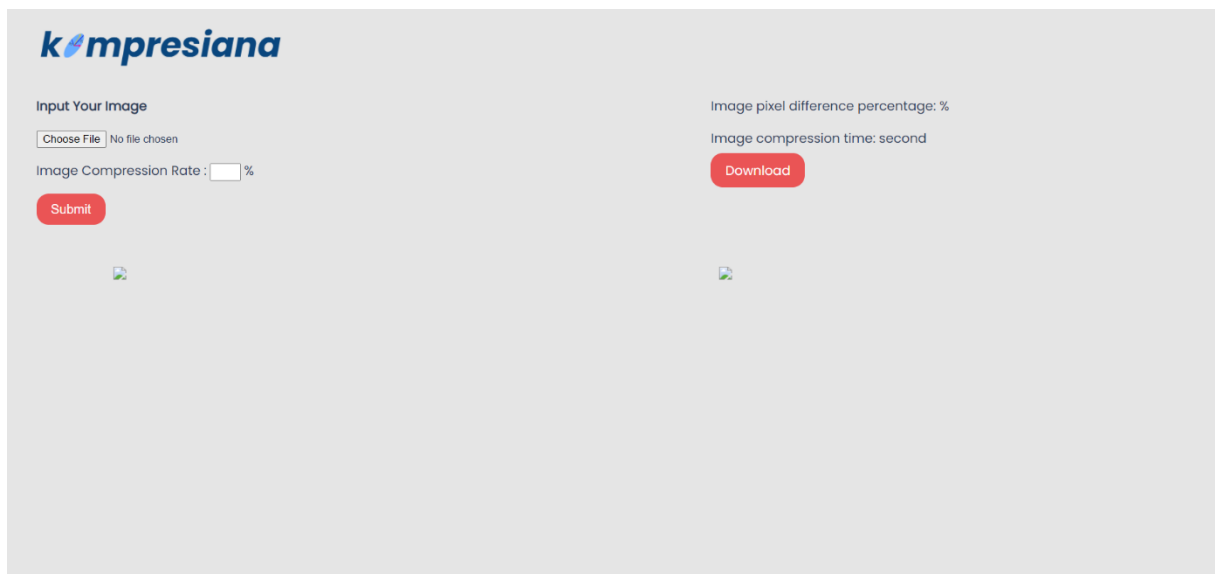 kompresiana
Input Your Image
Choose File No file chosen
Image Compression Rate : %
Submit
Image pixel difference percentage: %
Image compression time: second
Download